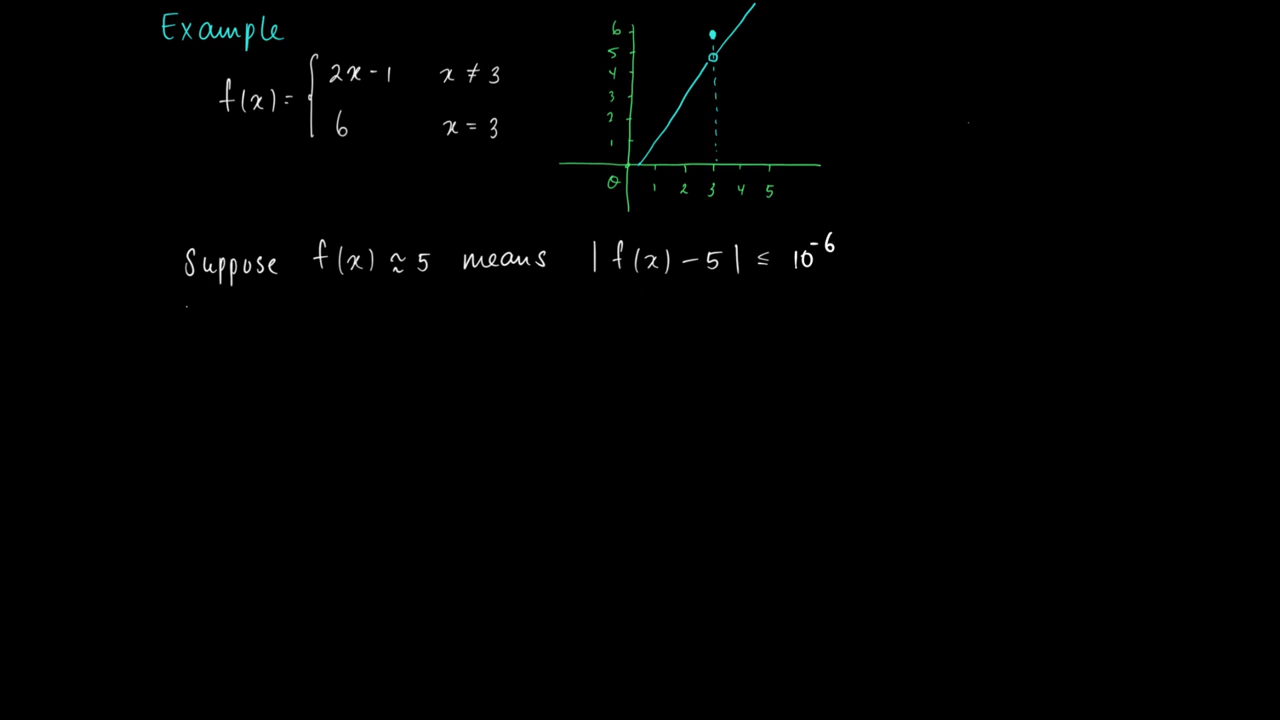 Example
f(x) = { 2x - 1 x ≠ 3
6 x = 3
6
5
4
3
2
1
0 1 2 3 4 5
Suppose f(x) ≈ 5 means | f(x) - 5 | ≤ 10⁻⁶